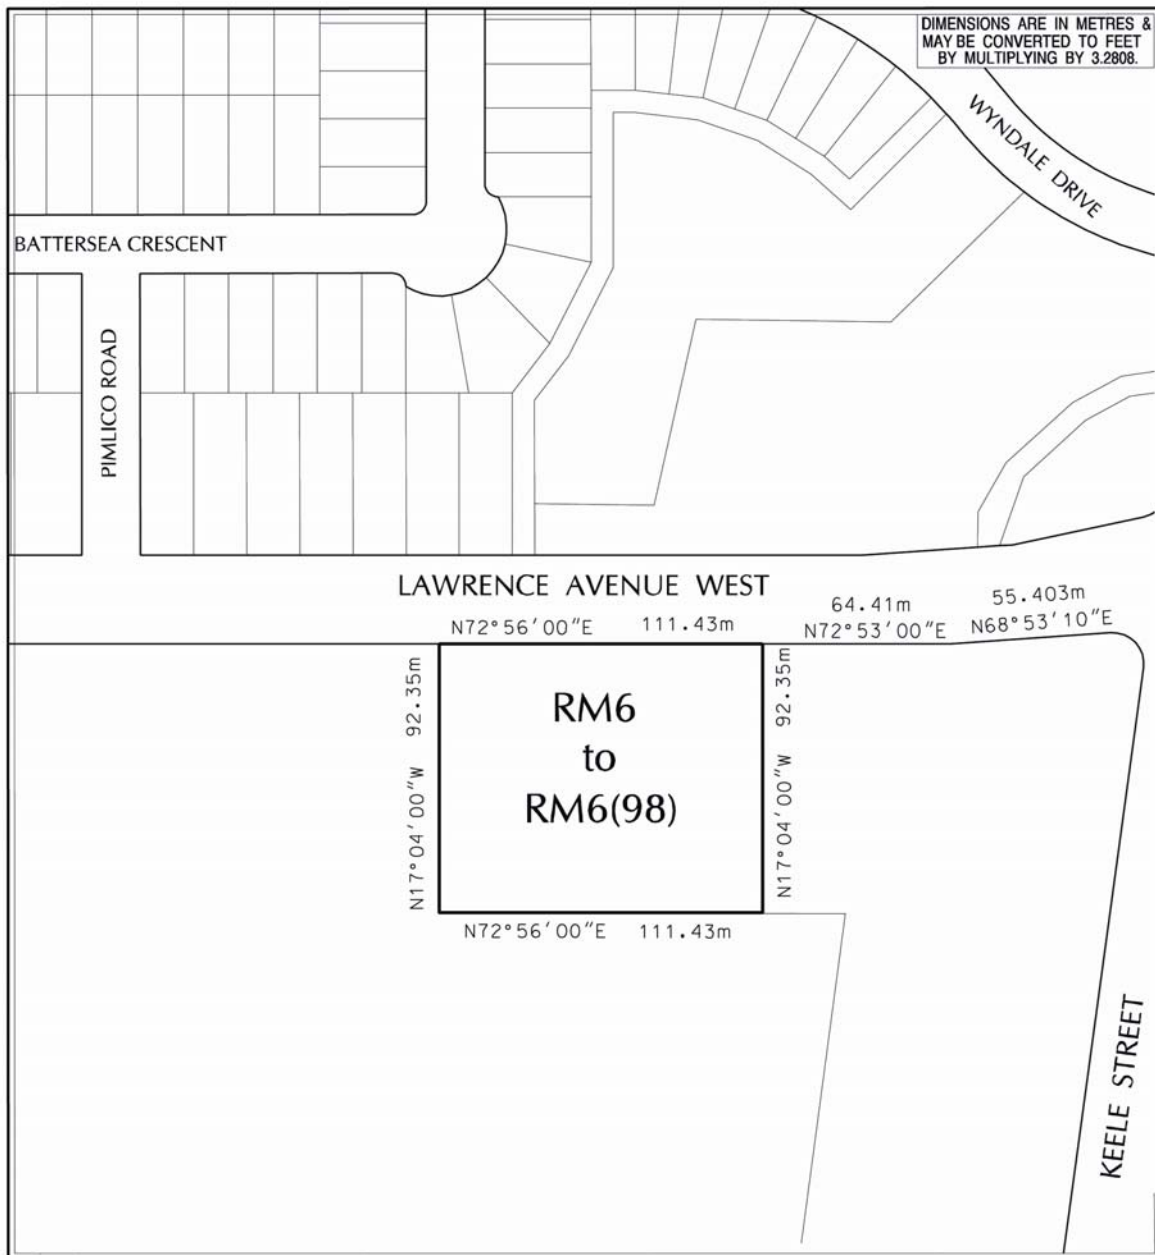 DIMENSIONS ARE IN METRES &
MAY BE CONVERTED TO FEET
BY MULTIPLYING BY 3.2808.
WYNDALE DRIVE
BATTERSEA CRESCENT
PIMLICO ROAD
LAWRENCE AVENUE WEST
N72°56'00"E 111.43m
64.41m
N72°53'00"E
55.403m
N68°53'10"E
N17°04'00"W 92.35m
RM6
to
RM6(98)
N17°04'00"W 92.35m
N72°56'00"E 111.43m
KEELE STREET